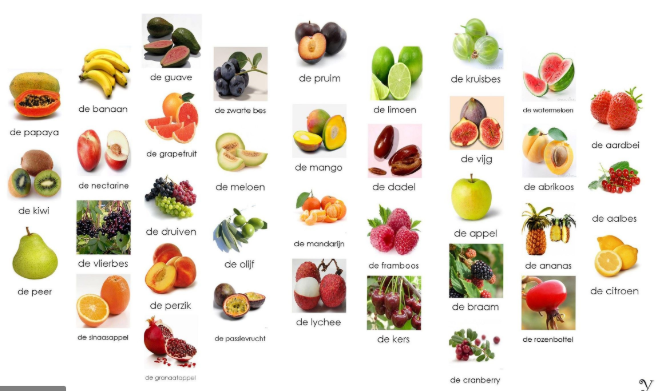 de papaya
de kiwi
de peer
de banaan
de nectarine
de vlierbes
de sinaasappel
de guave
de grapefruit
de druiven
de perzik
de granaatappel
de zwarte bes
de meloen
de olijf
de passievrucht
de pruim
de mango
de mandarijn
de lychee
de limoen
de dadel
de framboos
de kers
de kruisbes
de vijg
de appel
de braam
de cranberry
de watermeloen
de abrikoos
de ananas
de rozenbottel
de aardbei
de aalbes
de citroen